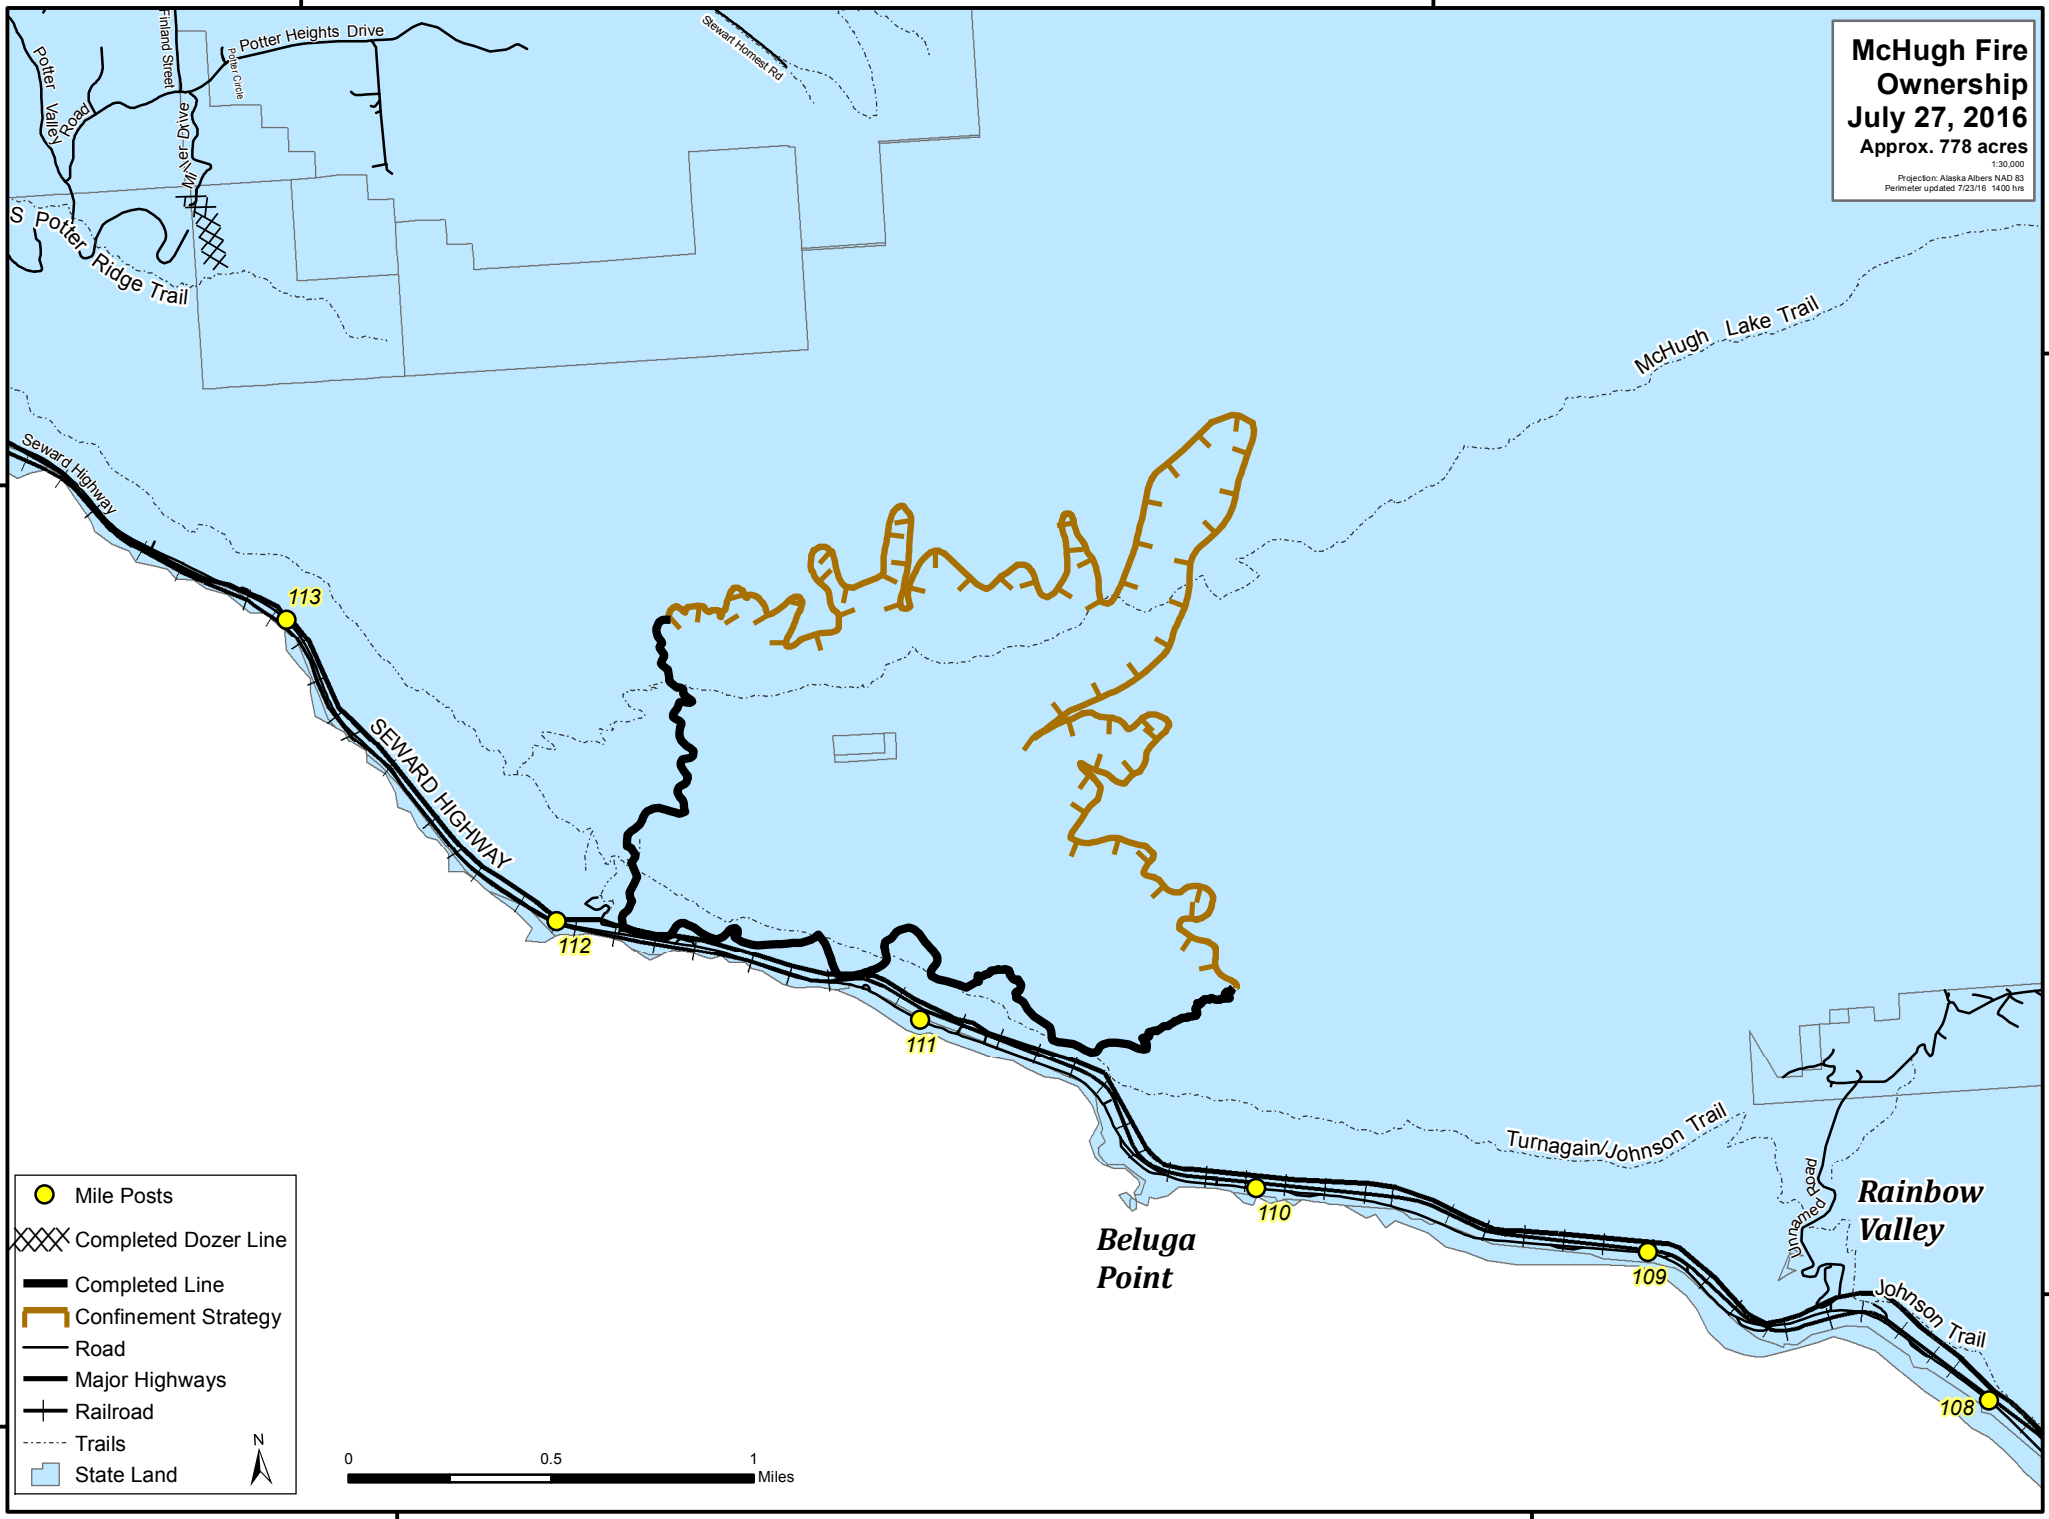 McHugh Fire
Ownership
July 27, 2016
Approx. 778 acres
1:30,000
Projection: Alaska Albers NAD 83
Perimeter updated 7/23/16 1400 hrs
Potter Valley
Road
Finland Street
Potter Circle
Potter Heights Drive
Stewart Homest Rd
Miver Drive
S Potter Ridge Trail
McHugh Lake Trail
Seward Highway
113
SEWARD HIGHWAY
112
111
Turnagain/Johnson Trail
Unnamed Road
Rainbow
Valley
110
Beluga
Point
109
Johnson Trail
108
Mile Posts
Completed Dozer Line
Completed Line
Confinement Strategy
Road
Major Highways
Railroad
Trails
State Land
N
0 0.5 1
Miles